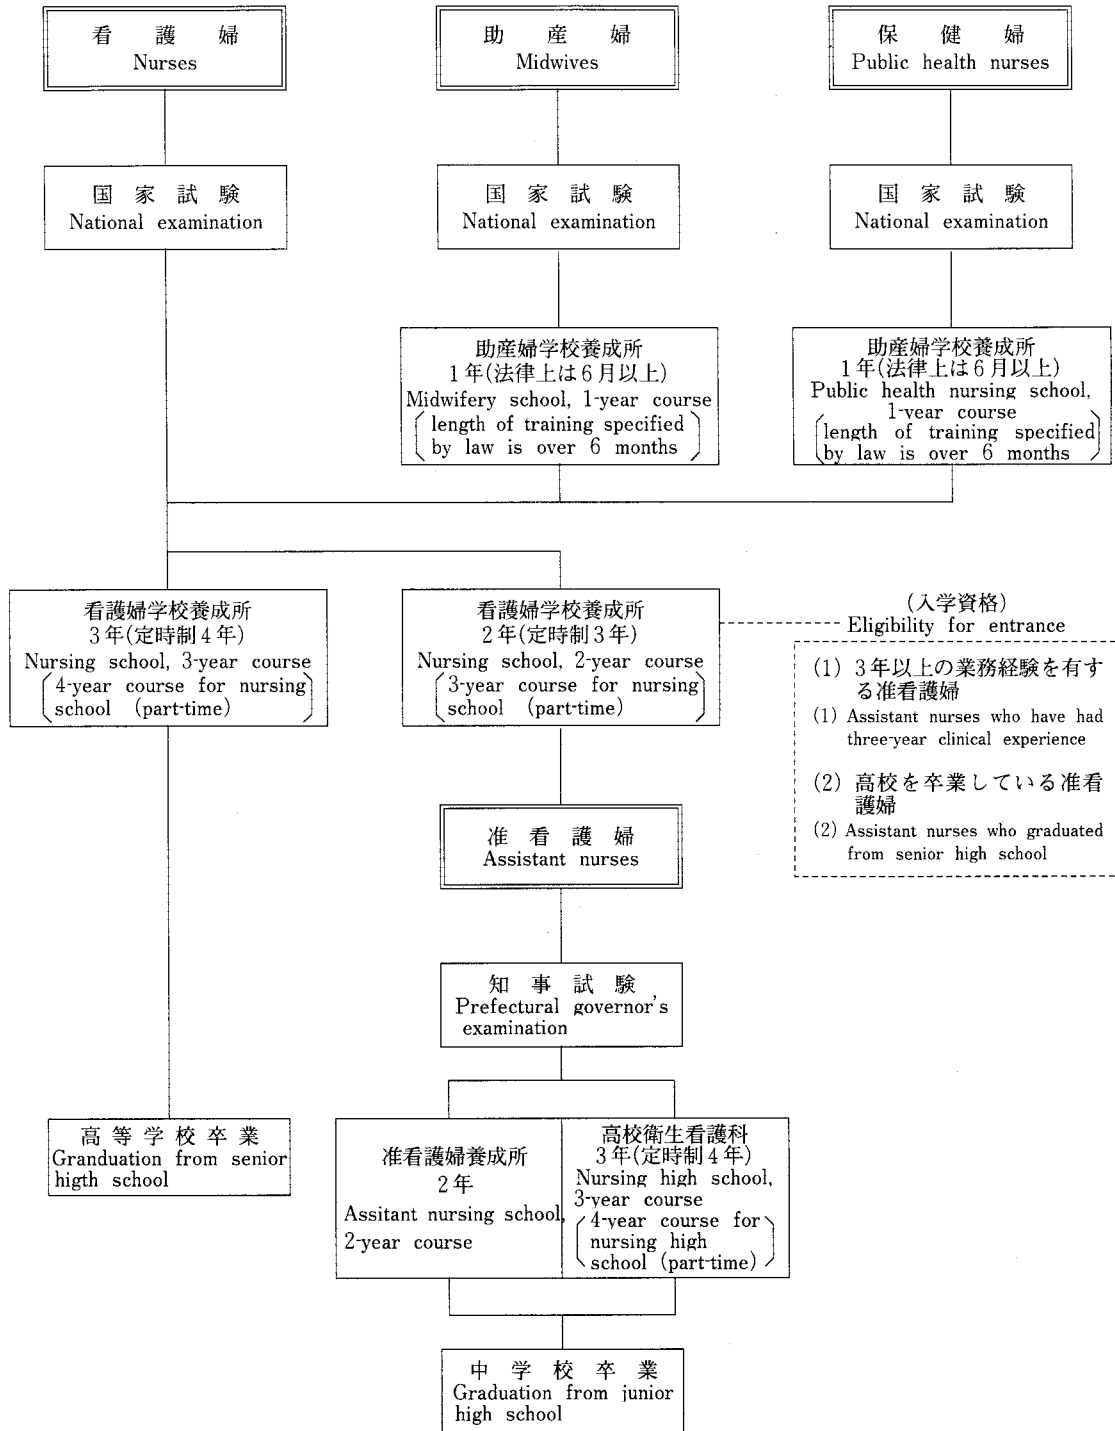 看護婦
Nurses
助産婦
Midwives
保健婦
Public health nurses
国家試験
National examination
国家試験
National examination
国家試験
National examination
助産婦学校養成所
1年(法律上は6月以上)
Midwifery school, 1-year course
(length of training specified
by law is over 6 months)
助産婦学校養成所
1年(法律上は6月以上)
Public health nursing school,
1-year course
(length of training specified
by law is over 6 months)
看護婦学校養成所
3年(定時制4年)
Nursing school, 3-year course
(4-year course for nursing
school (part-time))
看護婦学校養成所
2年(定時制3年)
Nursing school, 2-year course
(3-year course for nursing
school (part-time))
(入学資格)
Eligibility for entrance
(1) 3年以上の業務経験を有す
る准看護婦
(1) Assistant nurses who have had
three-year clinical experience
(2) 高校を卒業している准看
護婦
(2) Assistant nurses who graduated
from senior high school
准看護婦
Assistant nurses
知事試験
Prefectural governor's
examination
高等学校卒業
Granduation from senior
higth school
准看護婦養成所
2年
Assitant nursing school,
2-year course
高校衛生看護科
3年(定時制4年)
Nursing high school,
3-year course
(4-year course for
nursing high
school (part-time))
中学校卒業
Graduation from junior
high school